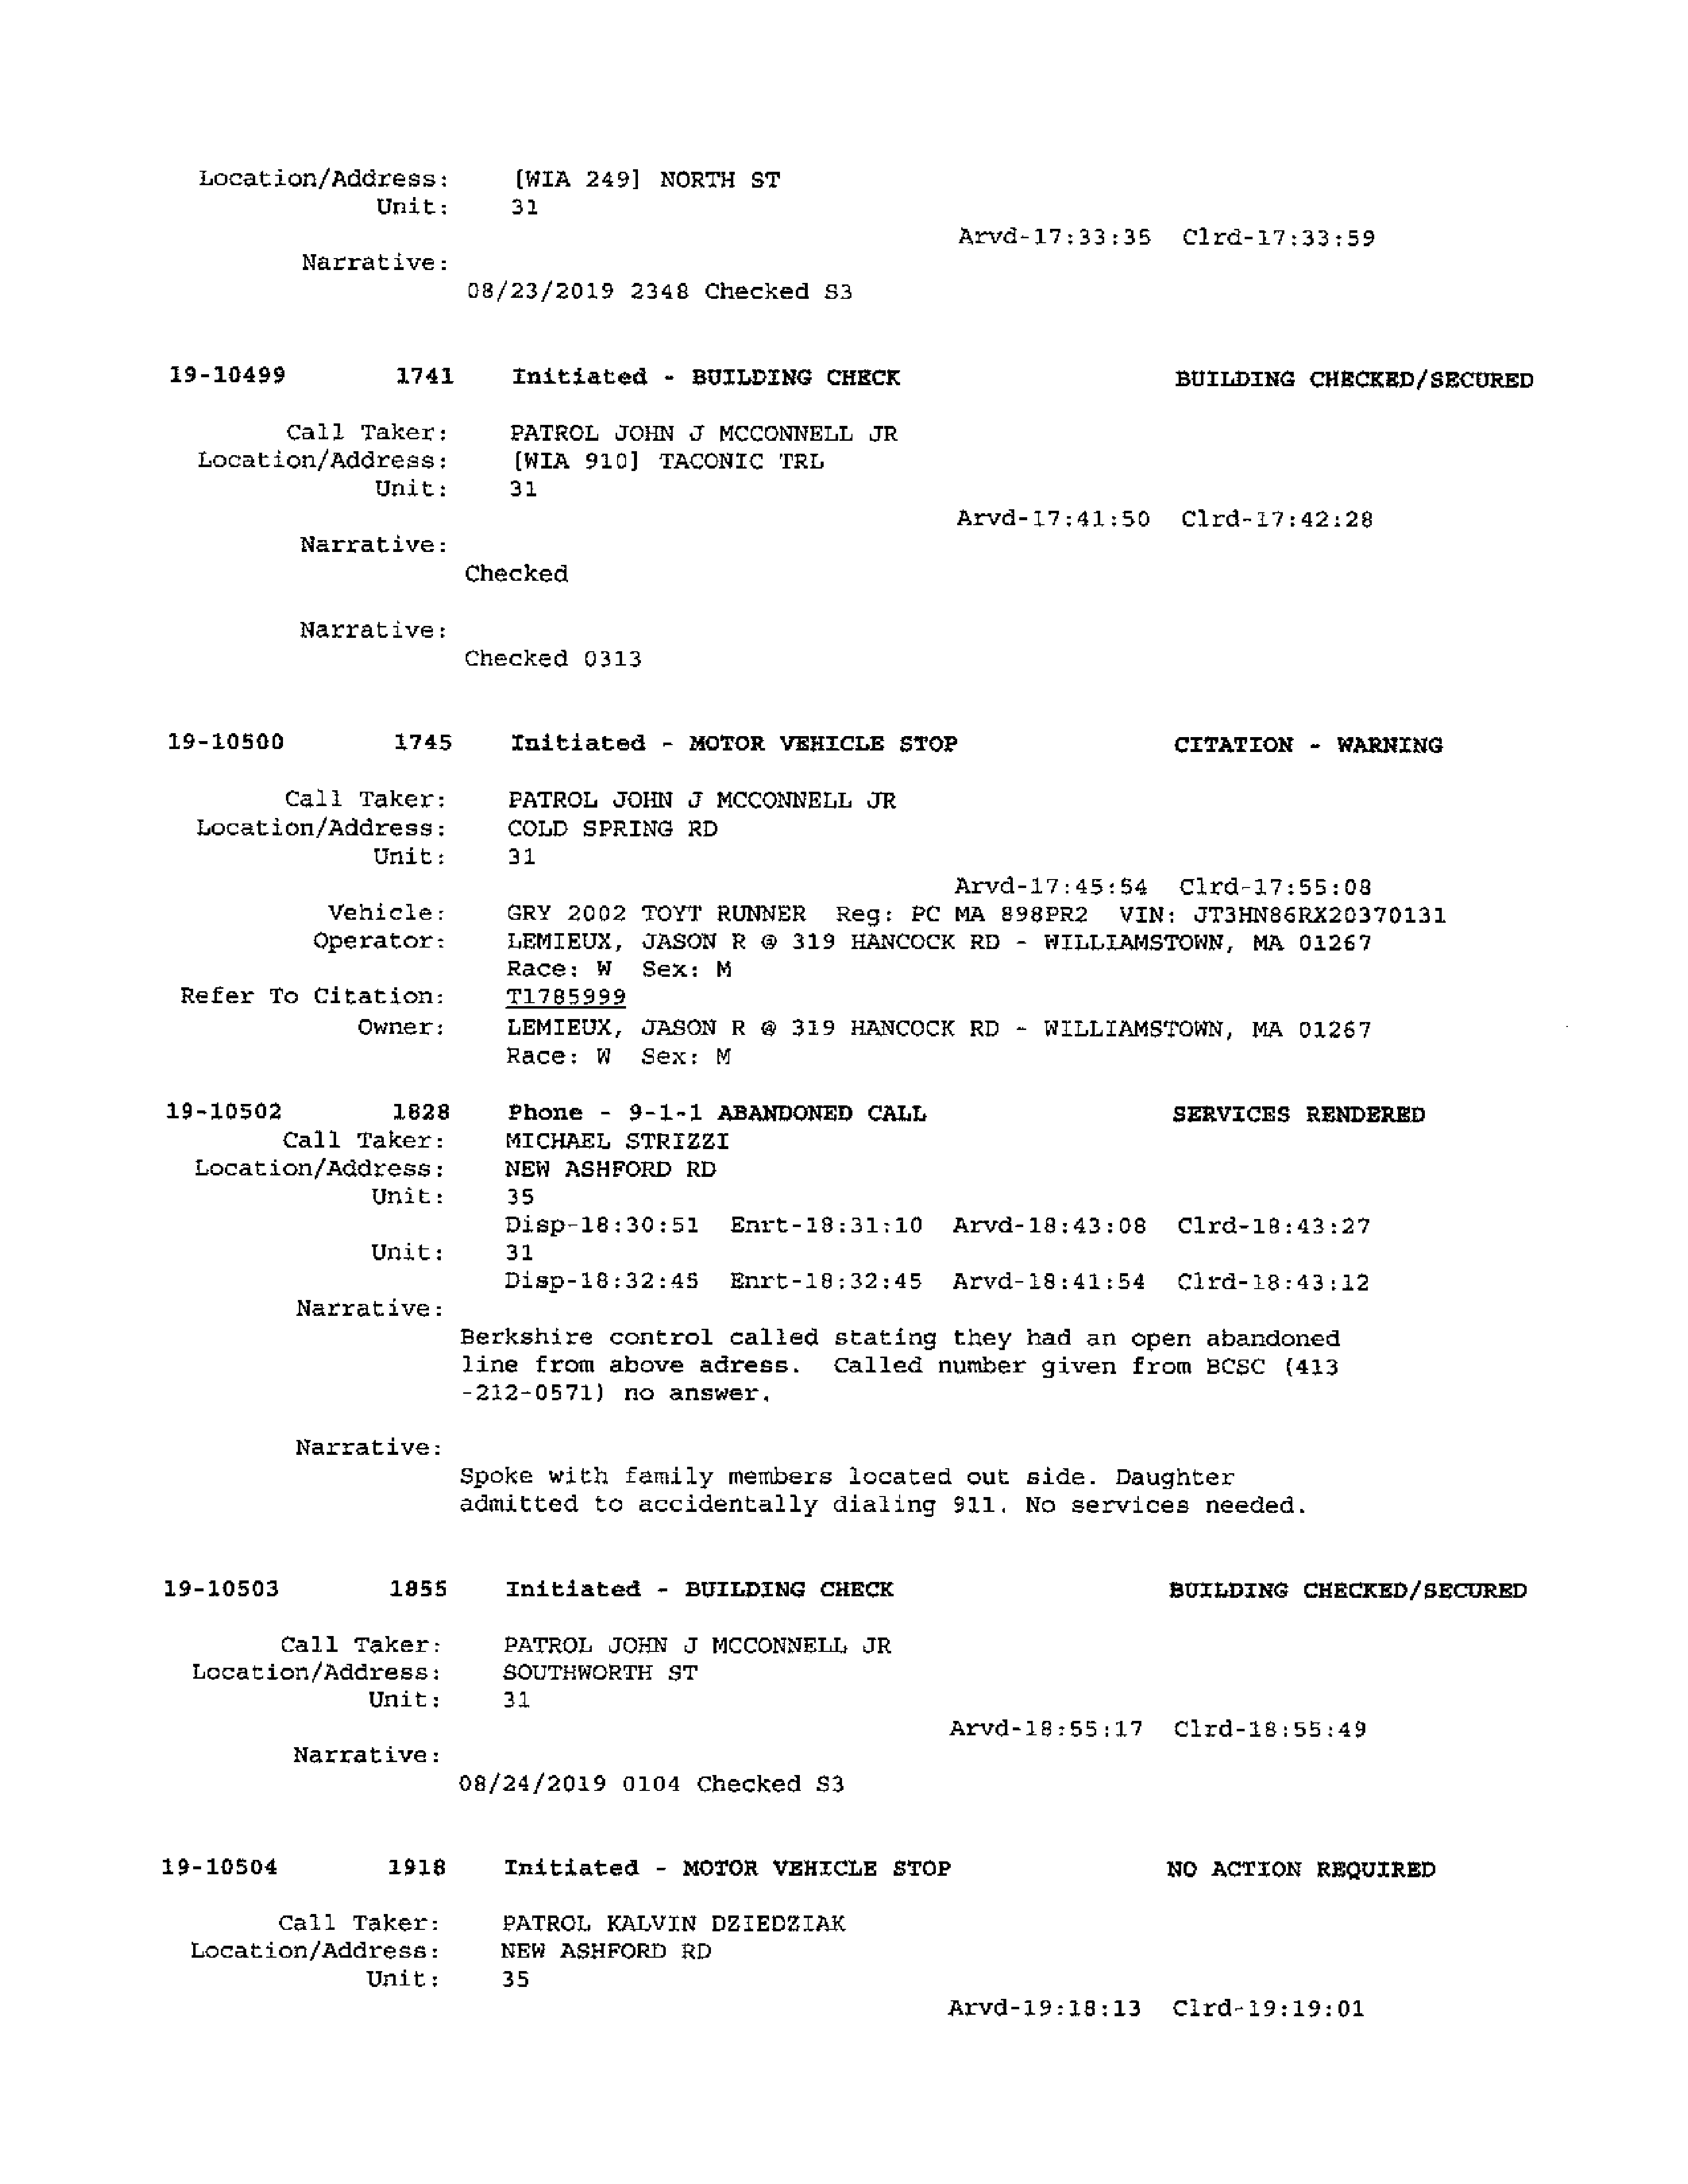 Location/Address: [WIA 249] NORTH ST
Unit: 31
Arvd-17:33:35 Clrd-17:33:59
Narrative:
08/23/2019 2348 Checked S3
19-10499 1741 Initiated - BUILDING CHECK BUILDING CHECKED/SECURED
Call Taker: PATROL JOHN J MCCONNELL JR
Location/Address: [WIA 910] TACONIC TRL
Unit: 31
Arvd-17:41:50 Clrd-17:42:28
Narrative:
Checked
Narrative:
Checked 0313
19-10500 1745 Initiated - MOTOR VEHICLE STOP CITATION - WARNING
Call Taker: PATROL JOHN J MCCONNELL JR
Location/Address: COLD SPRING RD
Unit: 31
Arvd-17:45:54 Clrd-17:55:08
Vehicle: GRY 2002 TOYT RUNNER Reg: PC MA 898PR2 VIN: JT3HN86RX20370131
Operator: LEMIEUX, JASON R @ 319 HANCOCK RD - WILLIAMSTOWN, MA 01267
Race: W Sex: M
Refer To Citation: T1785999
Owner: LEMIEUX, JASON R @ 319 HANCOCK RD - WILLIAMSTOWN, MA 01267
Race: W Sex: M
19-10502 1828 Phone - 9-1-1 ABANDONED CALL SERVICES RENDERED
Call Taker: MICHAEL STRIZZI
Location/Address: NEW ASHFORD RD
Unit: 35
Disp-18:30:51 Enrt-18:31:10 Arvd-18:43:08 Clrd-18:43:27
Unit: 31
Disp-18:32:45 Enrt-18:32:45 Arvd-18:41:54 Clrd-18:43:12
Narrative:
Berkshire control called stating they had an open abandoned
line from above adress. Called number given from BCSC (413
-212-0571) no answer.
Narrative:
Spoke with family members located out side. Daughter
admitted to accidentally dialing 911. No services needed.
19-10503 1855 Initiated - BUILDING CHECK BUILDING CHECKED/SECURED
Call Taker: PATROL JOHN J MCCONNELL JR
Location/Address: SOUTHWORTH ST
Unit: 31
Arvd-18:55:17 Clrd-18:55:49
Narrative:
08/24/2019 0104 Checked S3
19-10504 1918 Initiated - MOTOR VEHICLE STOP NO ACTION REQUIRED
Call Taker: PATROL KALVIN DZIEDZIAK
Location/Address: NEW ASHFORD RD
Unit: 35
Arvd-19:18:13 Clrd-19:19:01